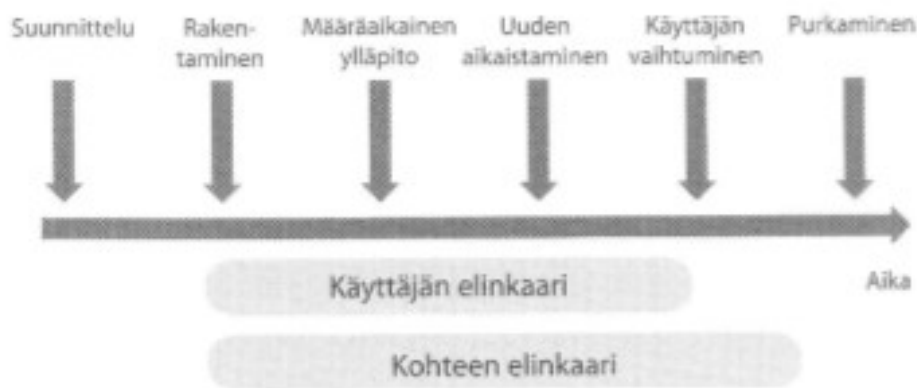 Suunnittelu
Raken-
taminen
Määräaikainen
ylläpito
Uuden
aikaistaminen
Käyttäjän
vaihtuminen
Purkaminen
Aika
Käyttäjän elinkaari
Kohteen elinkaari